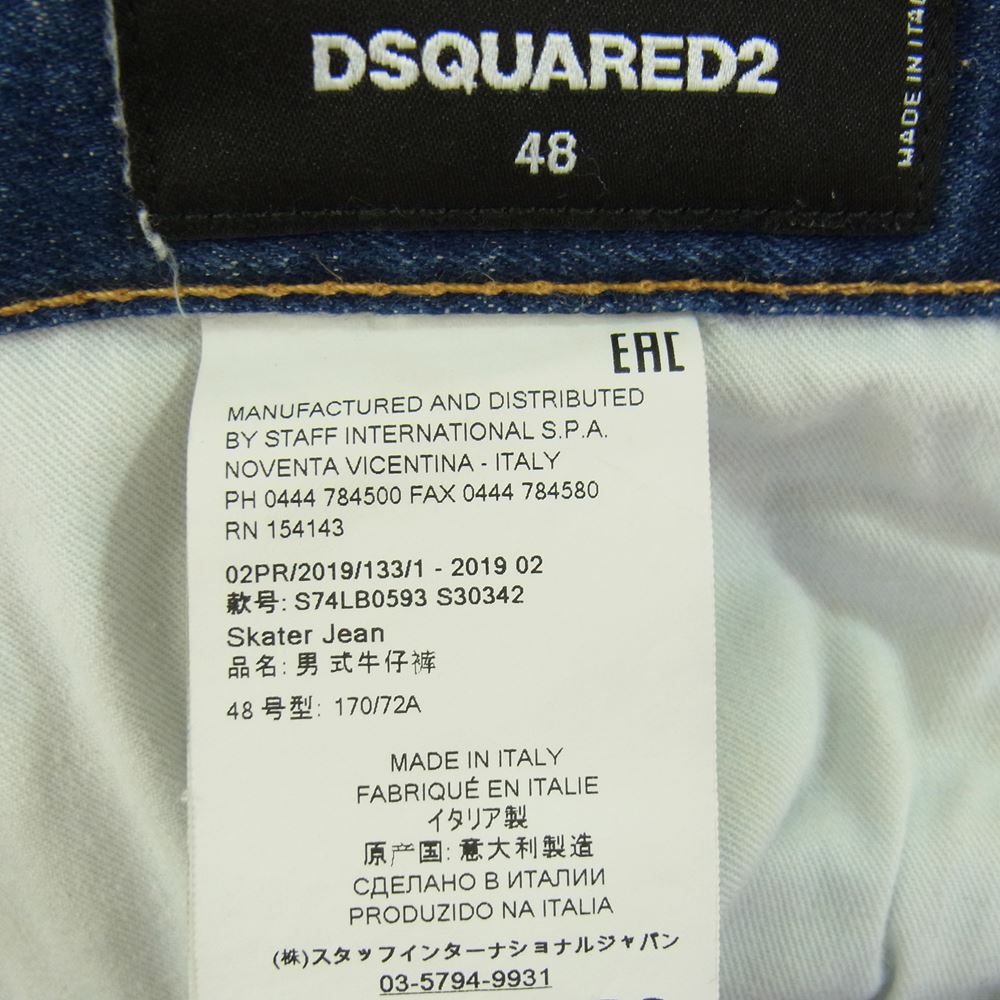 DSQUARED2
48
MADE IN ITALY
EAC
MANUFACTURED AND DISTRIBUTED
BY STAFF INTERNATIONAL S.P.A.
NOVENTA VICENTINA - ITALY
PH 0444 784500 FAX 0444 784580
RN 154143
02PR/2019/133/1 - 2019 02
款号: S74LB0593 S30342
Skater Jean
品名: 男 式牛仔裤
48 号型: 170/72A
MADE IN ITALY
FABRIQUÉ EN ITALIE
イタリア製
原产国: 意大利製造
СДЕЛАНО В ИТАЛИИ
PRODUZIDO NA ITALIA
(株)スタッフインターナショナルジャパン
03-5794-9931